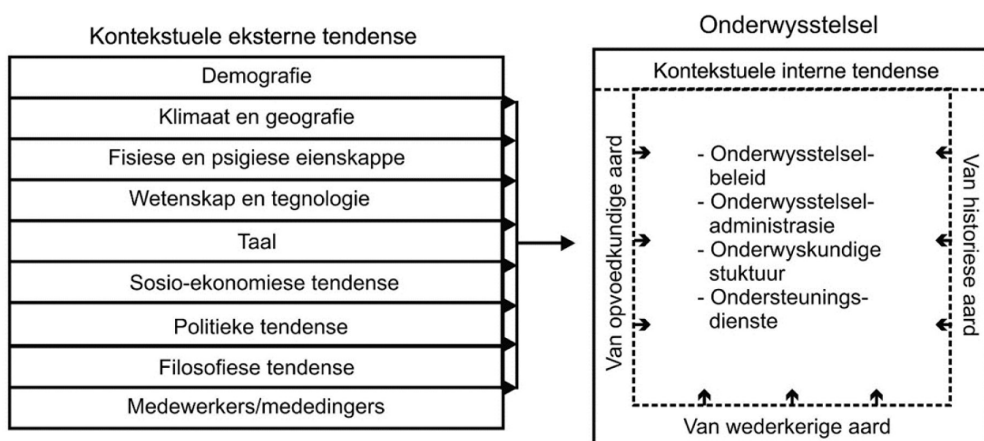 Kontekstuele eksterne tendense
Demografie
Klimaat en geografie
Fisiese en psigiese eienskappe
Wetenskap en tegnologie
Taal
Sosio-ekonomiese tendense
Politieke tendense
Filosofiese tendense
Medewerkers/mededingers
Onderwysstelsel
Kontekstuele interne tendense
Van opvoedkundige aard
- Onderwysstelsel-
beleid
- Onderwysstelsel-
administrasie
- Onderwyskundige
stuktuur
- Ondersteunings-
dienste
Van historiese aard
Van wederkerige aard